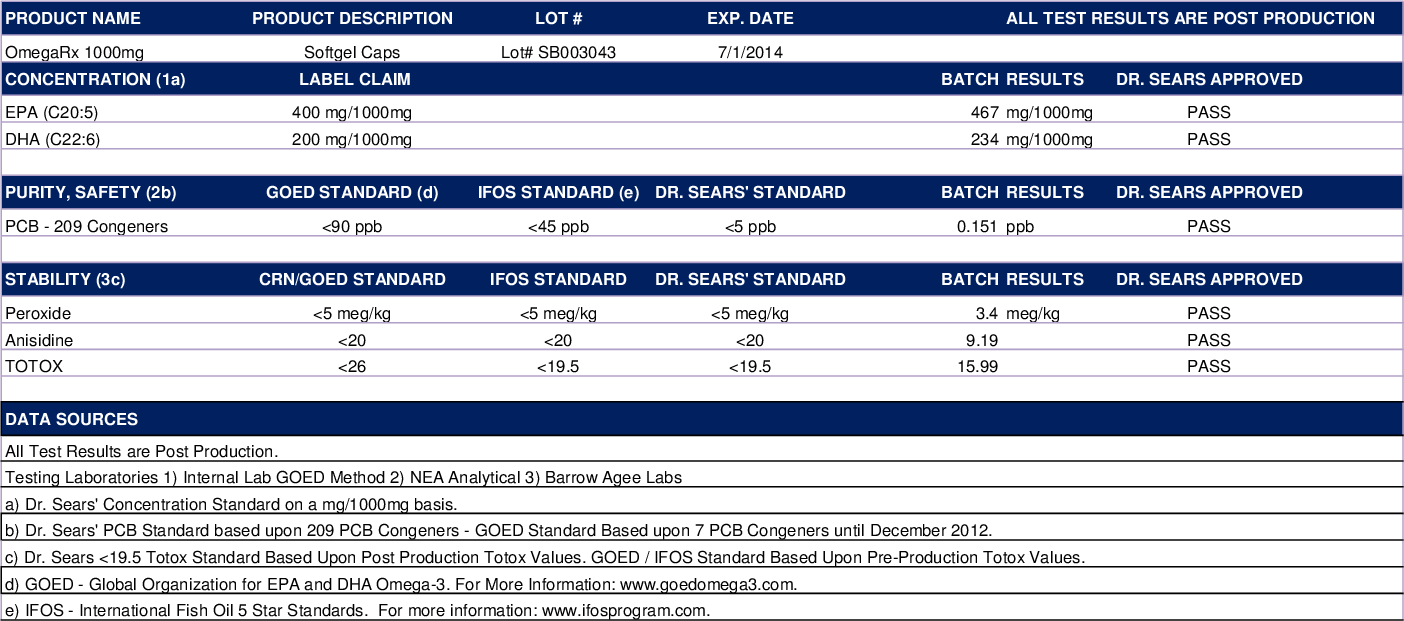 PRODUCT NAME PRODUCT DESCRIPTION LOT # EXP. DATE ALL TEST RESULTS ARE POST PRODUCTION
OmegaRx 1000mg Softgel Caps Lot# SB003043 7/1/2014
CONCENTRATION (1a) LABEL CLAIM BATCH RESULTS DR. SEARS APPROVED
EPA (C20:5) 400 mg/1000mg 467 mg/1000mg PASS
DHA (C22:6) 200 mg/1000mg 234 mg/1000mg PASS
PURITY, SAFETY (2b) GOED STANDARD (d) IFOS STANDARD (e) DR. SEARS' STANDARD BATCH RESULTS DR. SEARS APPROVED
PCB - 209 Congeners <90 ppb <45 ppb <5 ppb 0.151 ppb PASS
STABILITY (3c) CRN/GOED STANDARD IFOS STANDARD DR. SEARS' STANDARD BATCH RESULTS DR. SEARS APPROVED
Peroxide <5 meg/kg <5 meg/kg <5 meg/kg 3.4 meg/kg PASS
Anisidine <20 <20 <20 9.19 PASS
TOTOX <26 <19.5 <19.5 15.99 PASS
DATA SOURCES
All Test Results are Post Production.
Testing Laboratories 1) Internal Lab GOED Method 2) NEA Analytical 3) Barrow Agee Labs
a) Dr. Sears' Concentration Standard on a mg/1000mg basis.
b) Dr. Sears' PCB Standard based upon 209 PCB Congeners - GOED Standard Based upon 7 PCB Congeners until December 2012.
c) Dr. Sears <19.5 Totox Standard Based Upon Post Production Totox Values. GOED / IFOS Standard Based Upon Pre-Production Totox Values.
d) GOED - Global Organization for EPA and DHA Omega-3. For More Information: www.goedomega3.com.
e) IFOS - International Fish Oil 5 Star Standards. For more information: www.ifosprogram.com.